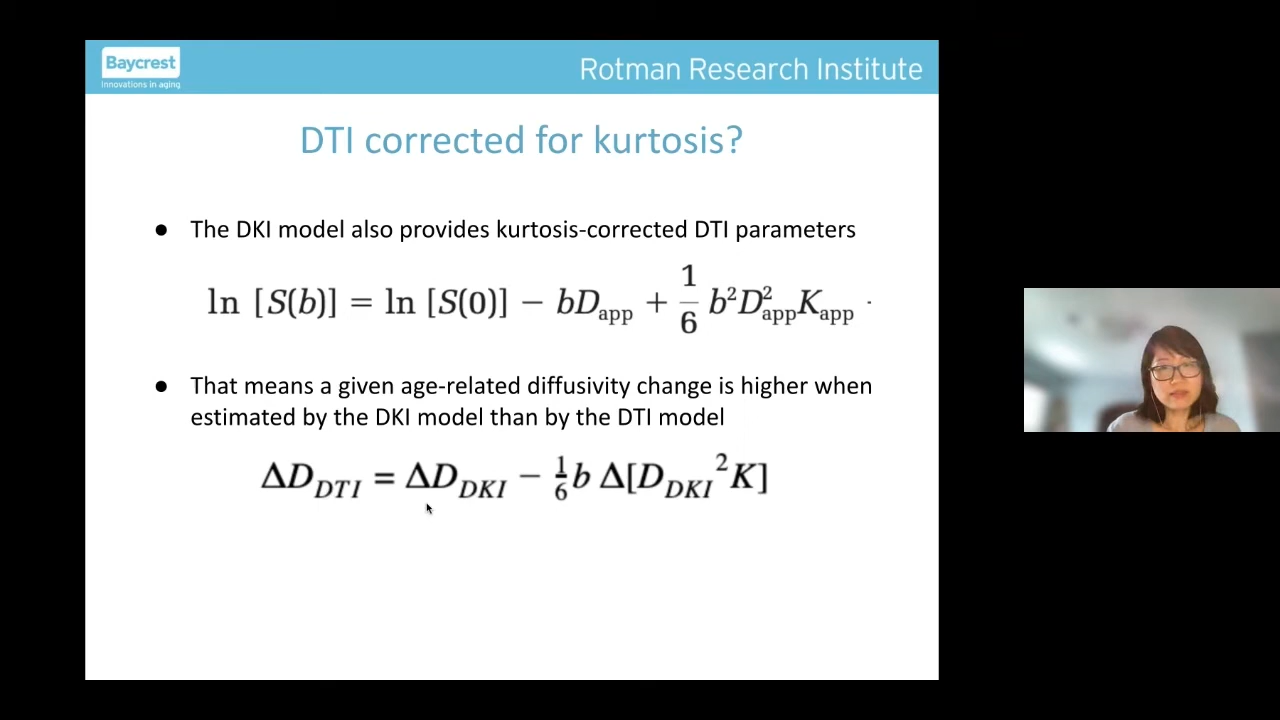 Baycrest
Innovations in aging
Rotman Research Institute
DTI corrected for kurtosis?
● The DKI model also provides kurtosis-corrected DTI parameters
ln [S(b)] = ln [S(0)] − bD_app + 1/6 b²D²_app K_app ·
● That means a given age-related diffusivity change is higher when
estimated by the DKI model than by the DTI model
ΔD_DTI = ΔD_DKI − 1/6 b Δ[D_DKI² K]